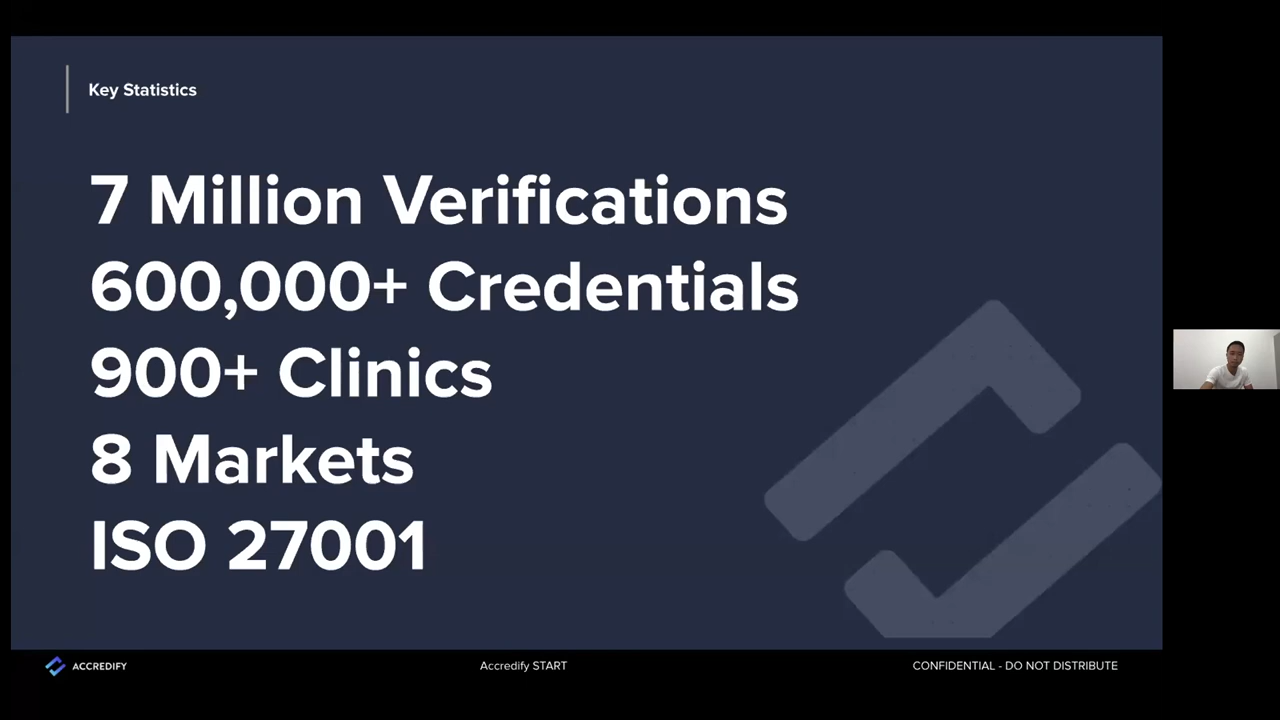 Key Statistics
7 Million Verifications
600,000+ Credentials
900+ Clinics
8 Markets
ISO 27001
ACCREDIFY
Accredify START
CONFIDENTIAL - DO NOT DISTRIBUTE